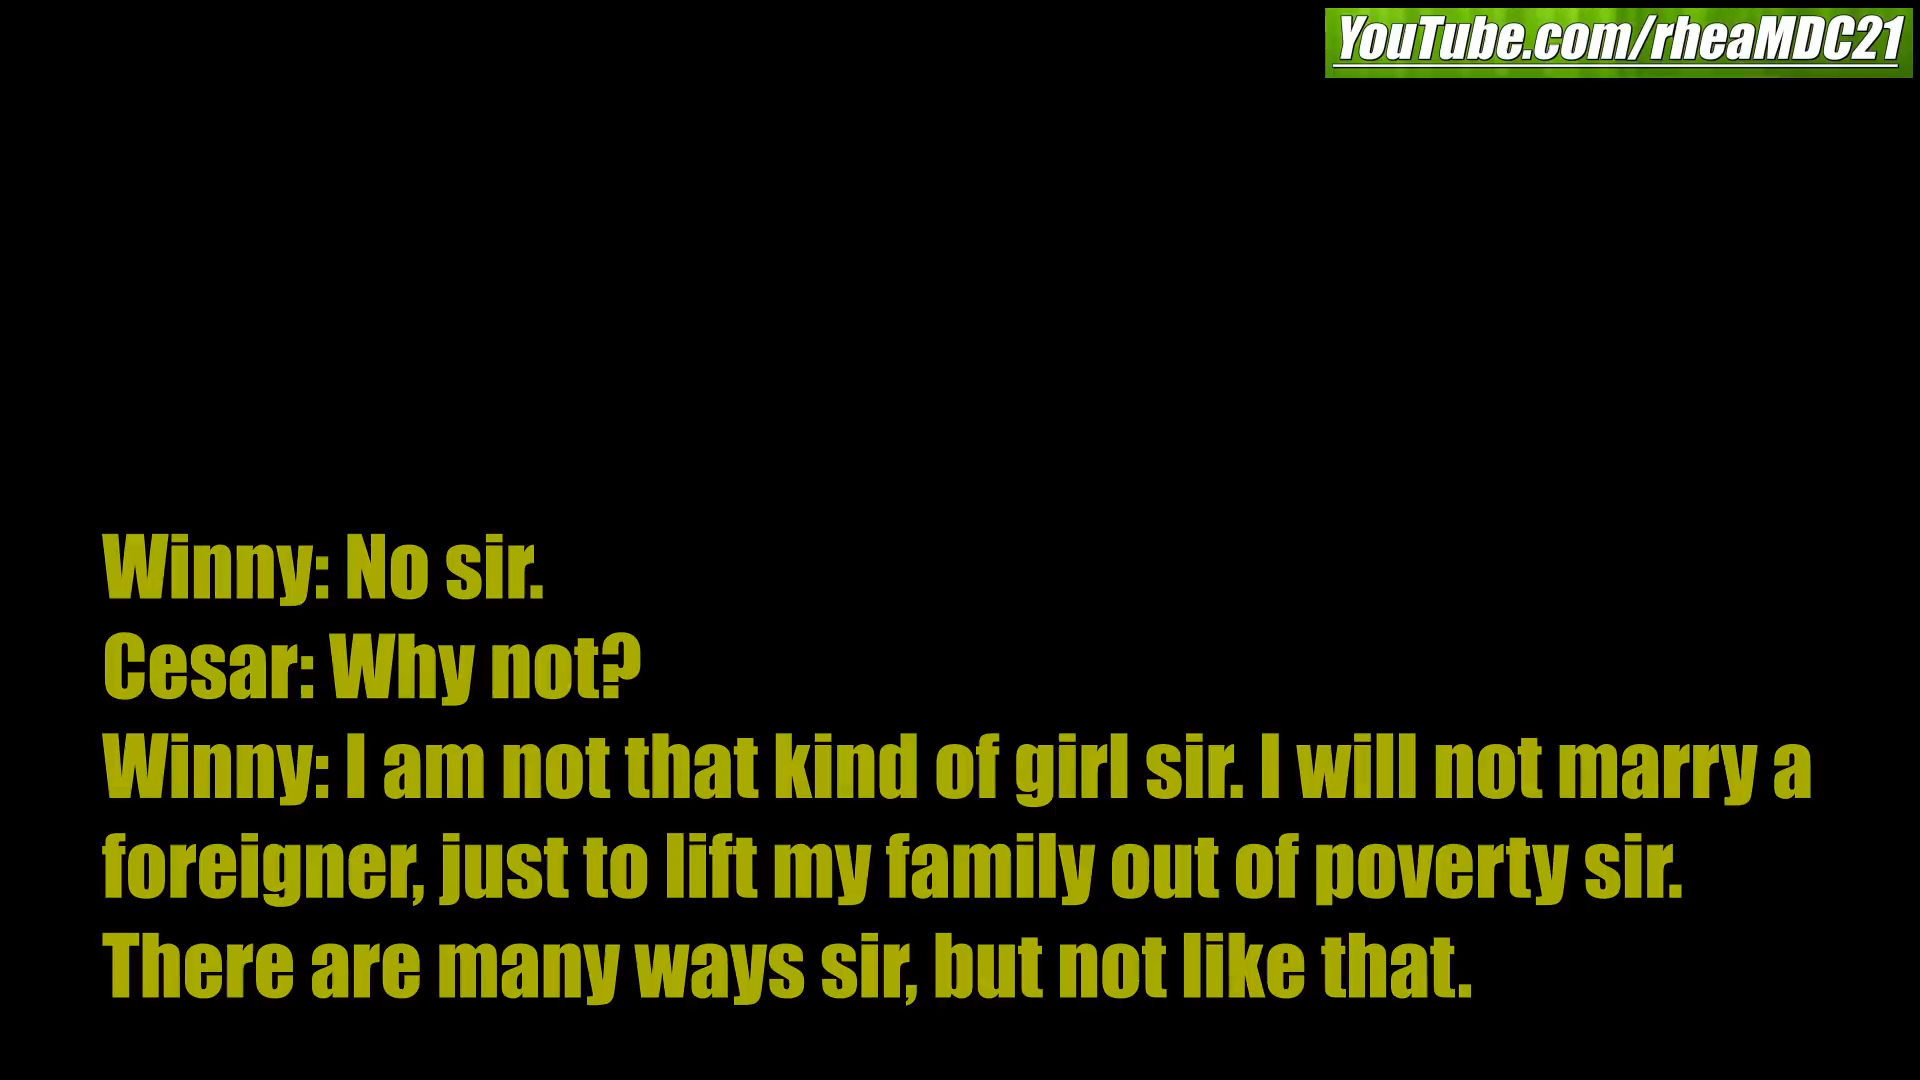 YouTube.com/rheaMDC21
Winny: No sir.
Cesar: Why not?
Winny: I am not that kind of girl sir. I will not marry a
foreigner, just to lift my family out of poverty sir.
There are many ways sir, but not like that.